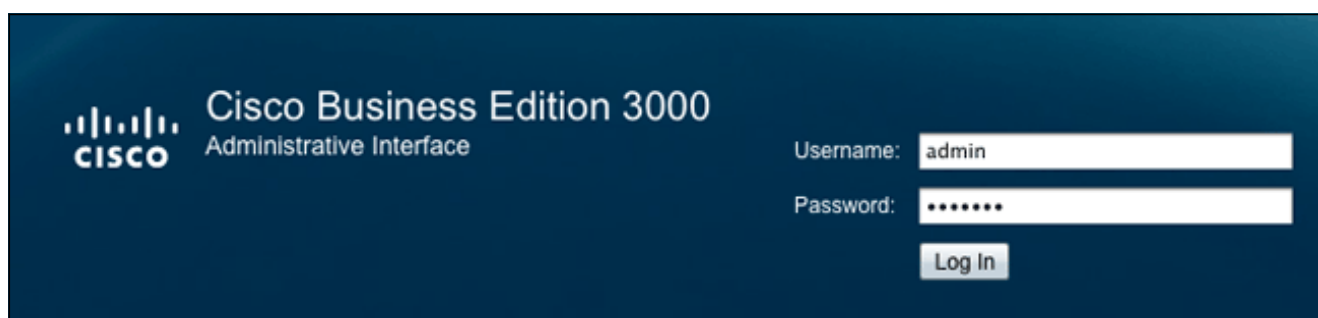 Cisco Business Edition 3000
CISCO
Administrative Interface
Username: admin
Password: •••••••
Log In